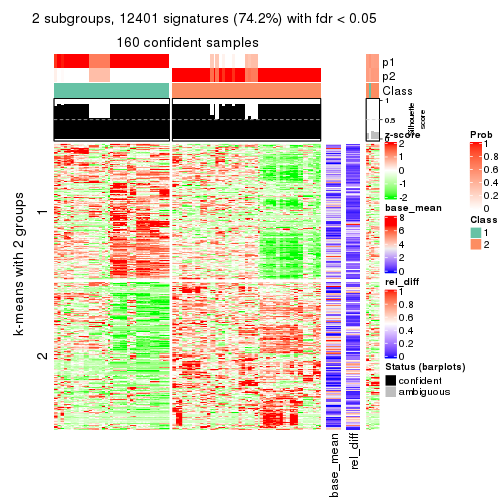 2 subgroups, 12401 signatures (74.2%) with fdr < 0.05
160 confident samples
p1
p2
Class
1
0.5
0
Silhouette
score
k-means with 2 groups
1
2
z-score
2
1
0
-1
-2
base_mean
8
6
4
2
0
rel_diff
1
0.8
0.6
0.4
0.2
0
Status (barplots)
confident
ambiguous
Prob
1
0.8
0.6
0.4
0.2
0
Class
1
2
base_mean
rel_diff